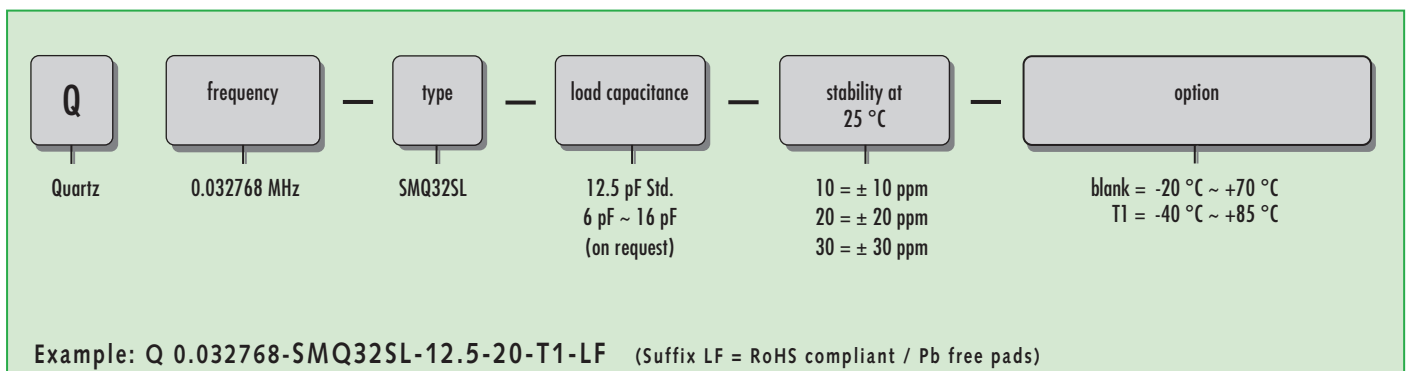 Q frequency — type — load capacitance — stability at 25 °C — option
Quartz 0.032768 MHz SMQ32SL 12.5 pF Std. 10 = ± 10 ppm blank = -20 °C ~ +70 °C
6 pF ~ 16 pF 20 = ± 20 ppm T1 = -40 °C ~ +85 °C
(on request) 30 = ± 30 ppm
Example: Q 0.032768-SMQ32SL-12.5-20-T1-LF (Suffix LF = RoHS compliant / Pb free pads)